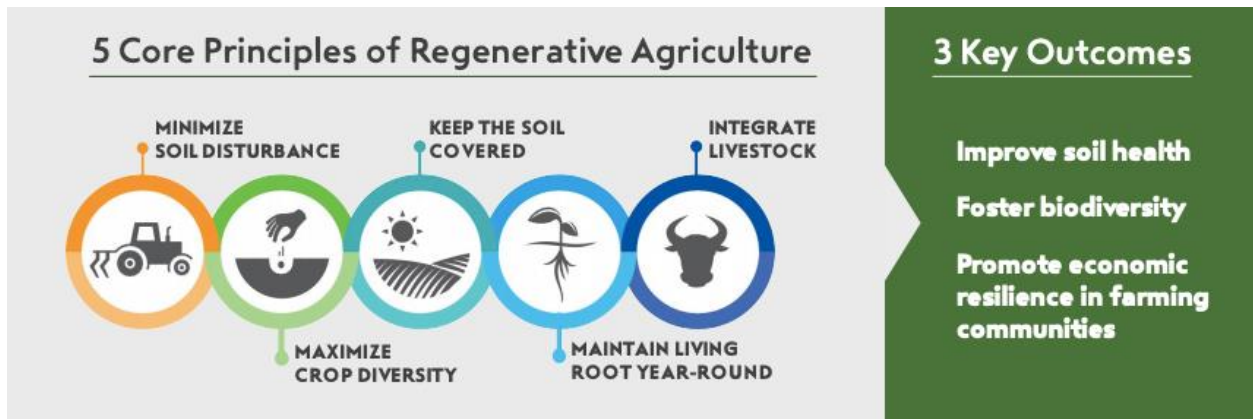 5 Core Principles of Regenerative Agriculture
MINIMIZE
SOIL DISTURBANCE
MAXIMIZE
CROP DIVERSITY
KEEP THE SOIL
COVERED
MAINTAIN LIVING
ROOT YEAR-ROUND
INTEGRATE
LIVESTOCK
3 Key Outcomes
Improve soil health
Foster biodiversity
Promote economic
resilience in farming
communities